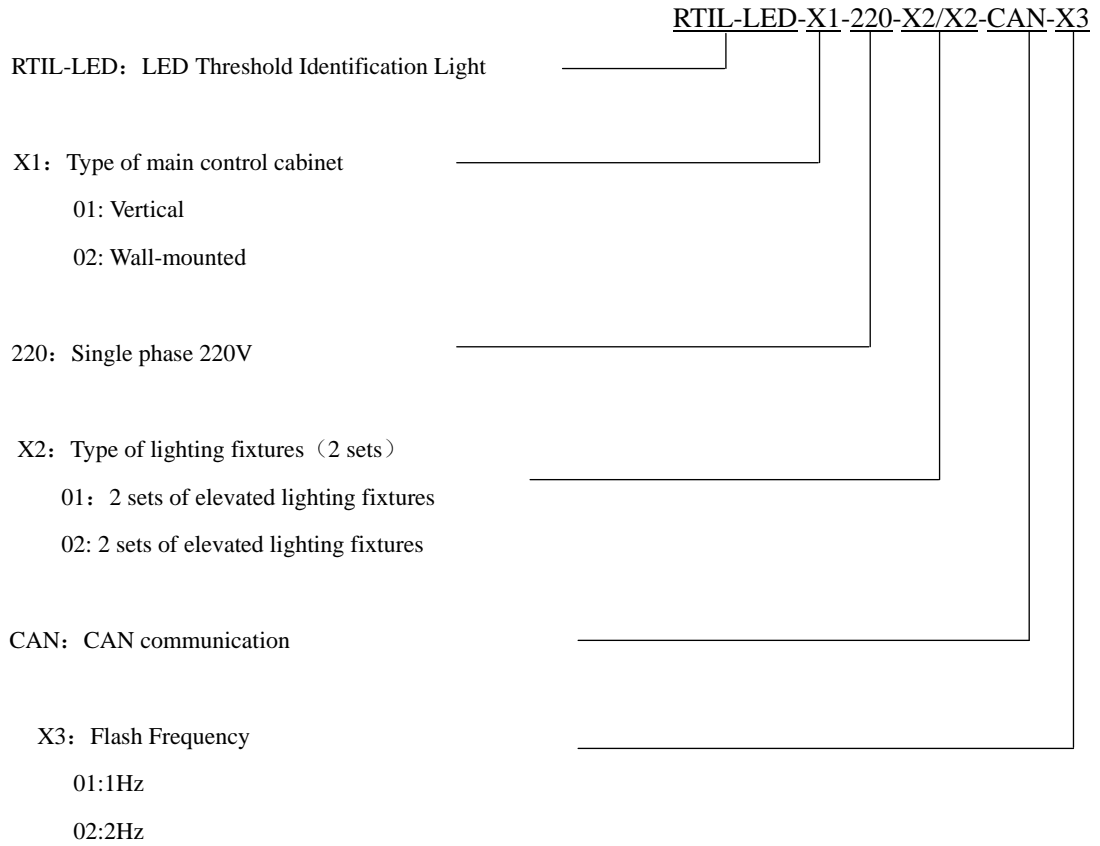 RTIL-LED-X1-220-X2/X2-CAN-X3
RTIL-LED：LED Threshold Identification Light
X1：Type of main control cabinet
01: Vertical
02: Wall-mounted
220：Single phase 220V
X2：Type of lighting fixtures（2 sets）
01：2 sets of elevated lighting fixtures
02: 2 sets of elevated lighting fixtures
CAN：CAN communication
X3：Flash Frequency
01:1Hz
02:2Hz